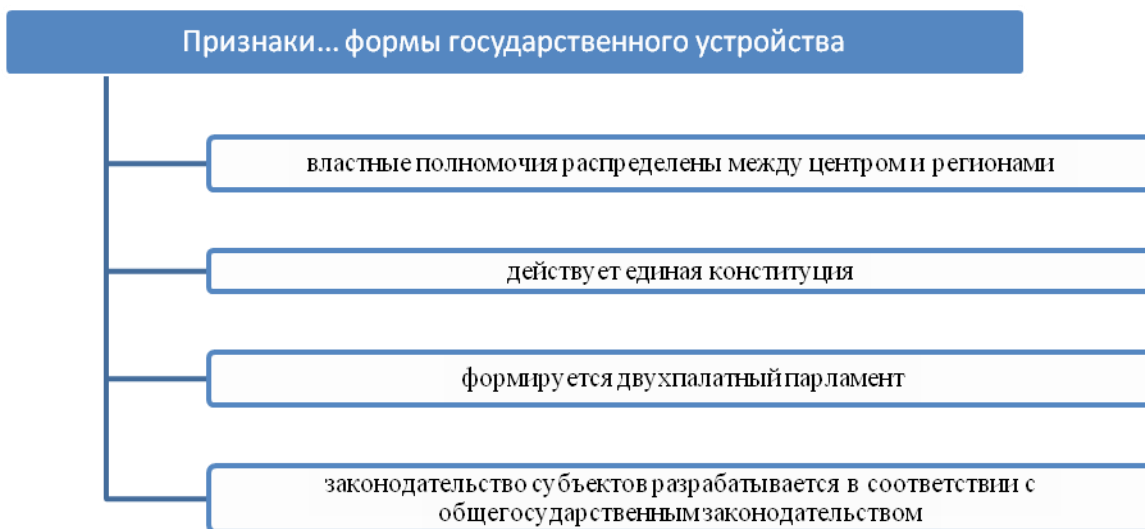 Признаки... формы государственного устройства
властные полномочия распределены между центром и регионами
действует единая конституция
формируется двухпалатный парламент
законодательство субъектов разрабатывается в соответствии с
общегосударственным законодательством